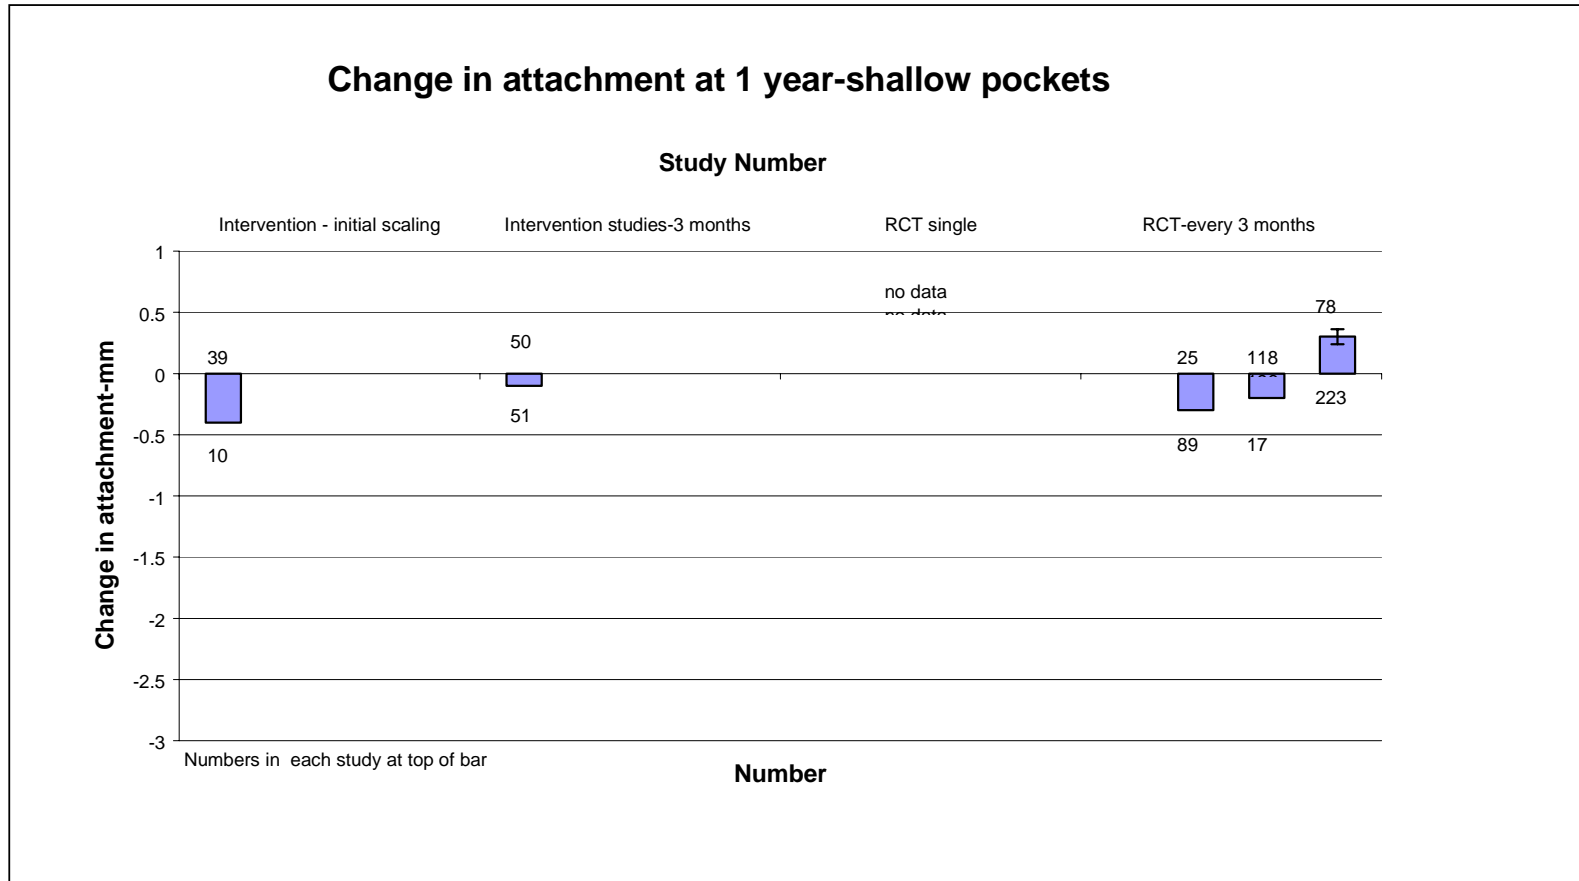 Change in attachment at 1 year-shallow pockets
Study Number
Intervention - initial scaling
Intervention studies-3 months
RCT single
RCT-every 3 months
Change in attachment-mm
1
0.5
0
-0.5
-1
-1.5
-2
-2.5
-3
39
10
50
51
no data
25
89
118
17
78
223
Numbers in each study at top of bar
Number